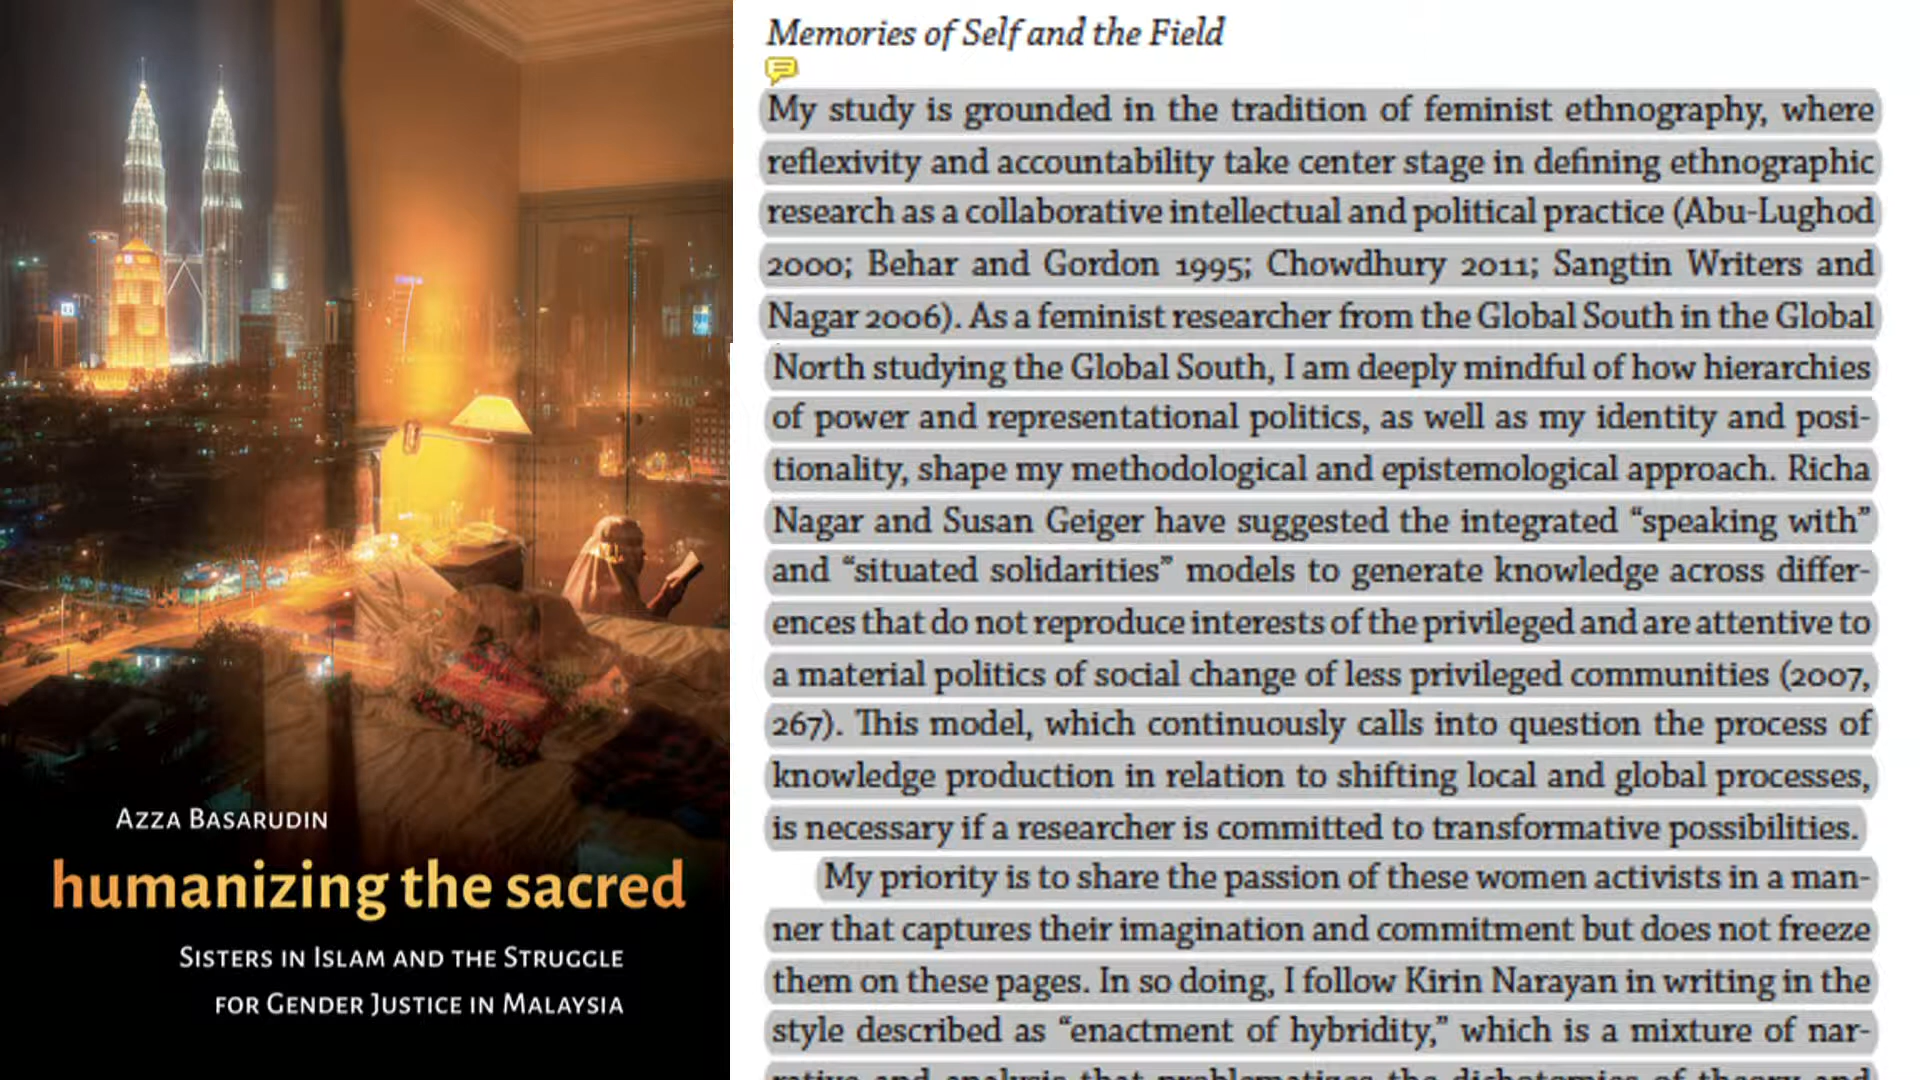 AZZA BASARUDIN
humanizing the sacred
SISTERS IN ISLAM AND THE STRUGGLE
FOR GENDER JUSTICE IN MALAYSIA
Memories of Self and the Field
My study is grounded in the tradition of feminist ethnography, where
reflexivity and accountability take center stage in defining ethnographic
research as a collaborative intellectual and political practice (Abu-Lughod
2000; Behar and Gordon 1995; Chowdhury 2011; Sangtin Writers and
Nagar 2006). As a feminist researcher from the Global South in the Global
North studying the Global South, I am deeply mindful of how hierarchies
of power and representational politics, as well as my identity and posi-
tionality, shape my methodological and epistemological approach. Richa
Nagar and Susan Geiger have suggested the integrated “speaking with”
and “situated solidarities” models to generate knowledge across differ-
ences that do not reproduce interests of the privileged and are attentive to
a material politics of social change of less privileged communities (2007,
267). This model, which continuously calls into question the process of
knowledge production in relation to shifting local and global processes,
is necessary if a researcher is committed to transformative possibilities.
My priority is to share the passion of these women activists in a man-
ner that captures their imagination and commitment but does not freeze
them on these pages. In so doing, I follow Kirin Narayan in writing in the
style described as “enactment of hybridity,” which is a mixture of nar-
rative and analysis that problematizes the dichotomies of theory and